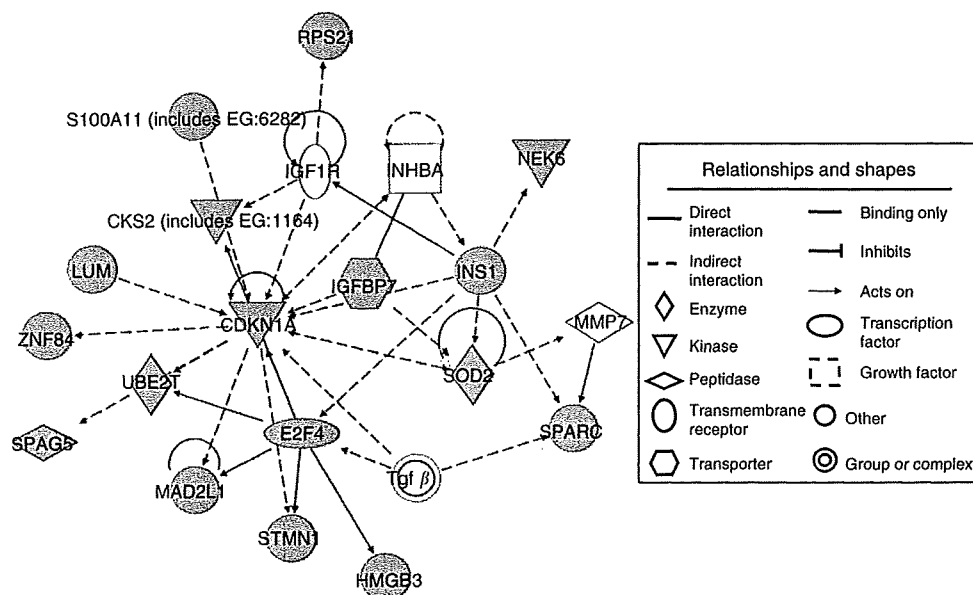 RPS21
S100A11 (includes EG:6282)
IGF1R
NHBA
NEK6
CKS2 (includes EG:1164)
LUM
IGFBP7
INS1
CDKN1A
MMP7
ZNF84
UBE2T
SOD2
SPAG5
E2F4
SPARC
MAD2L1
Tgf β
STMN1
HMGB3
Relationships and shapes
Direct
interaction
Indirect
interaction
Enzyme
Kinase
Peptidase
Transmembrane
receptor
Transporter
Binding only
Inhibits
Acts on
Transcription
factor
Growth factor
Other
Group or complex